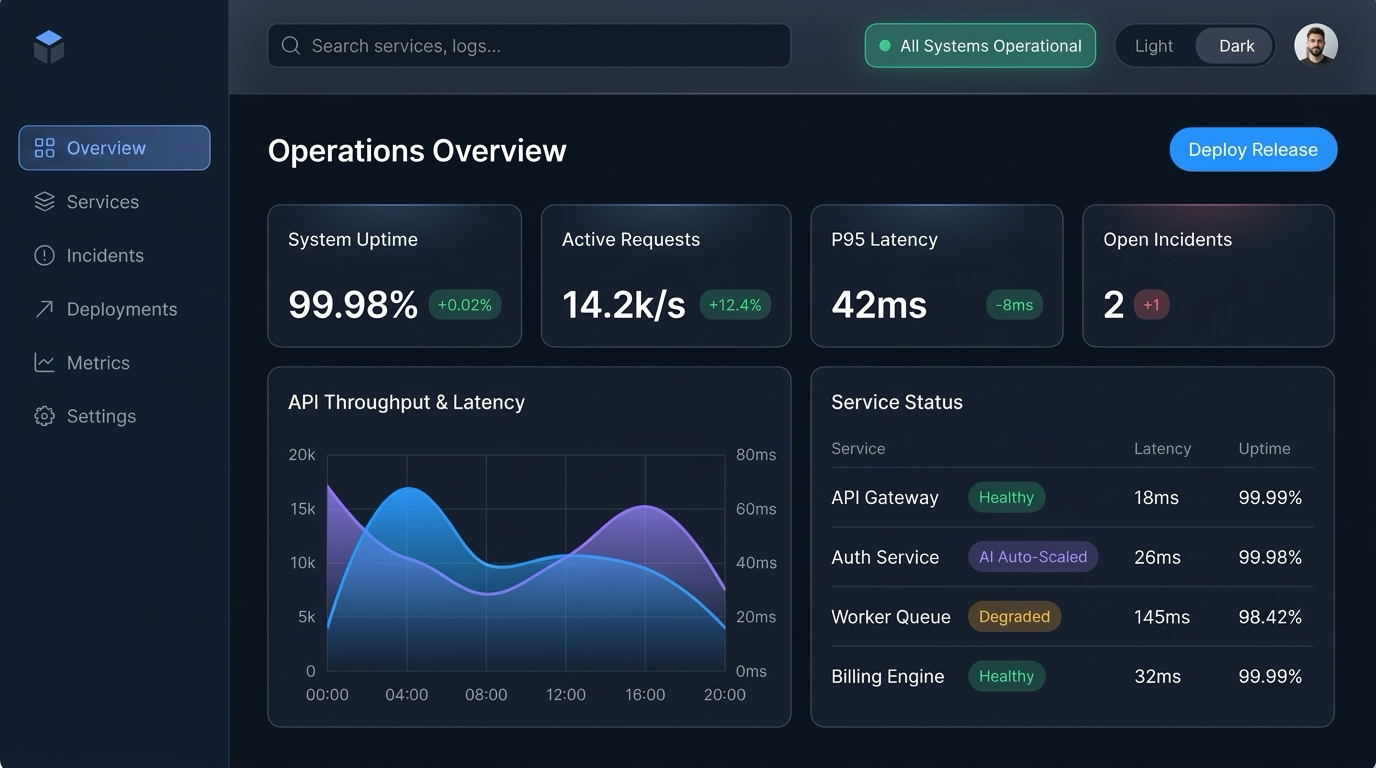 Search services, logs...
All Systems Operational
Light
Dark
Overview
Services
Incidents
Deployments
Metrics
Settings
Operations Overview
Deploy Release
System Uptime
99.98% +0.02%
Active Requests
14.2k/s +12.4%
P95 Latency
42ms -8ms
Open Incidents
2 +1
API Throughput & Latency
20k 80ms
15k 60ms
10k 40ms
5k 20ms
0 0ms
00:00 04:00 08:00 12:00 16:00 20:00
Service Status
Service Latency Uptime
API Gateway Healthy 18ms 99.99%
Auth Service AI Auto-Scaled 26ms 99.98%
Worker Queue Degraded 145ms 98.42%
Billing Engine Healthy 32ms 99.99%